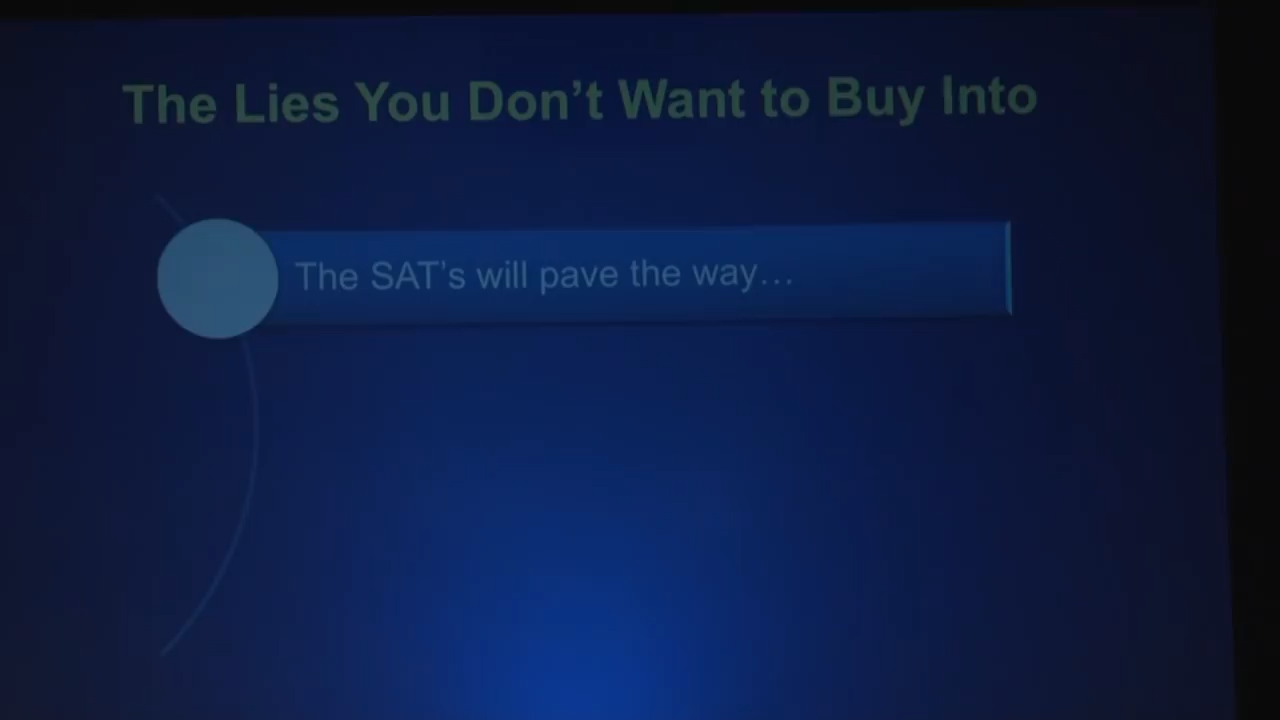 The Lies You Don’t Want to Buy Into
The SAT’s will pave the way…